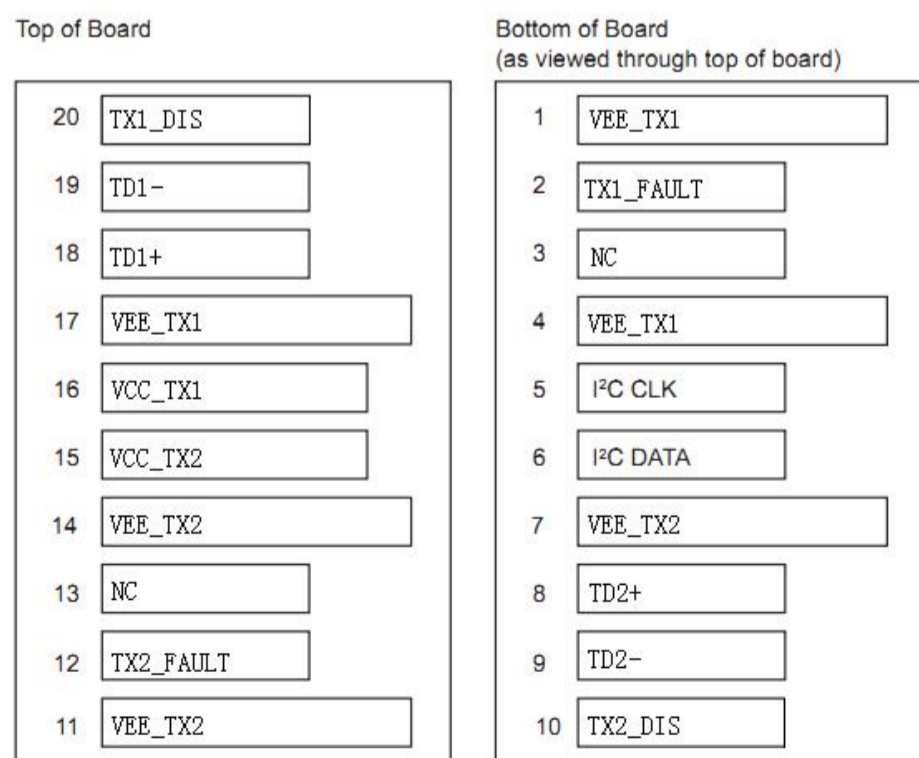 Top of Board
20 TX1_DIS
19 TD1-
18 TD1+
17 VEE_TX1
16 VCC_TX1
15 VCC_TX2
14 VEE_TX2
13 NC
12 TX2_FAULT
11 VEE_TX2
Bottom of Board
(as viewed through top of board)
1 VEE_TX1
2 TX1_FAULT
3 NC
4 VEE_TX1
5 I²C CLK
6 I²C DATA
7 VEE_TX2
8 TD2+
9 TD2-
10 TX2_DIS